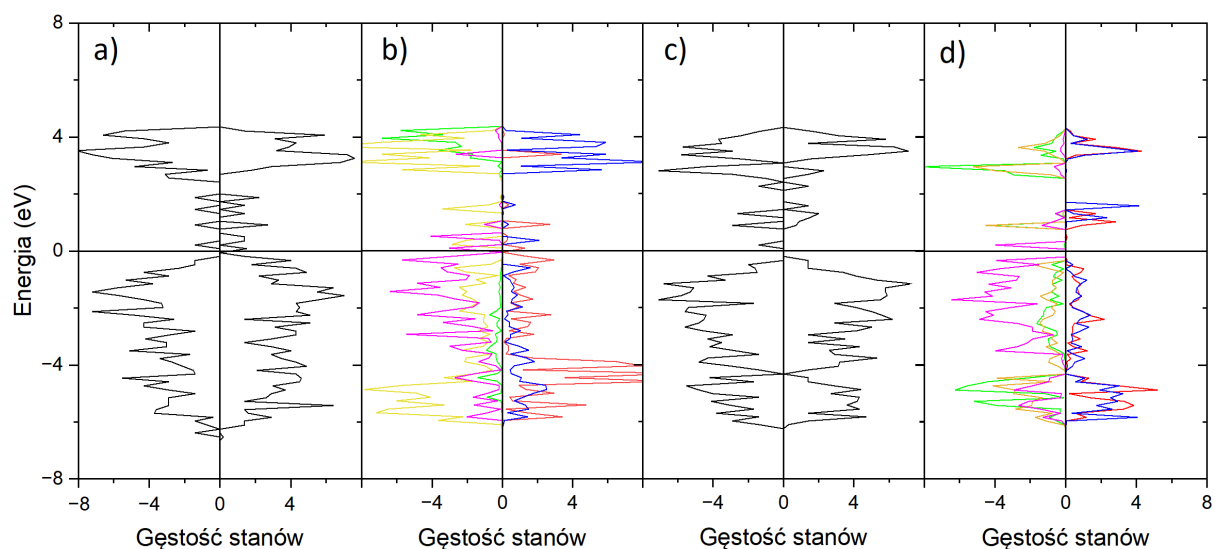 a) b) c) d)
Energia (eV)
8
4
0
−4
−8
−8 −4 0 4 −4 0 4 −4 0 4 −4 0 4 8
Gęstość stanów Gęstość stanów Gęstość stanów Gęstość stanów